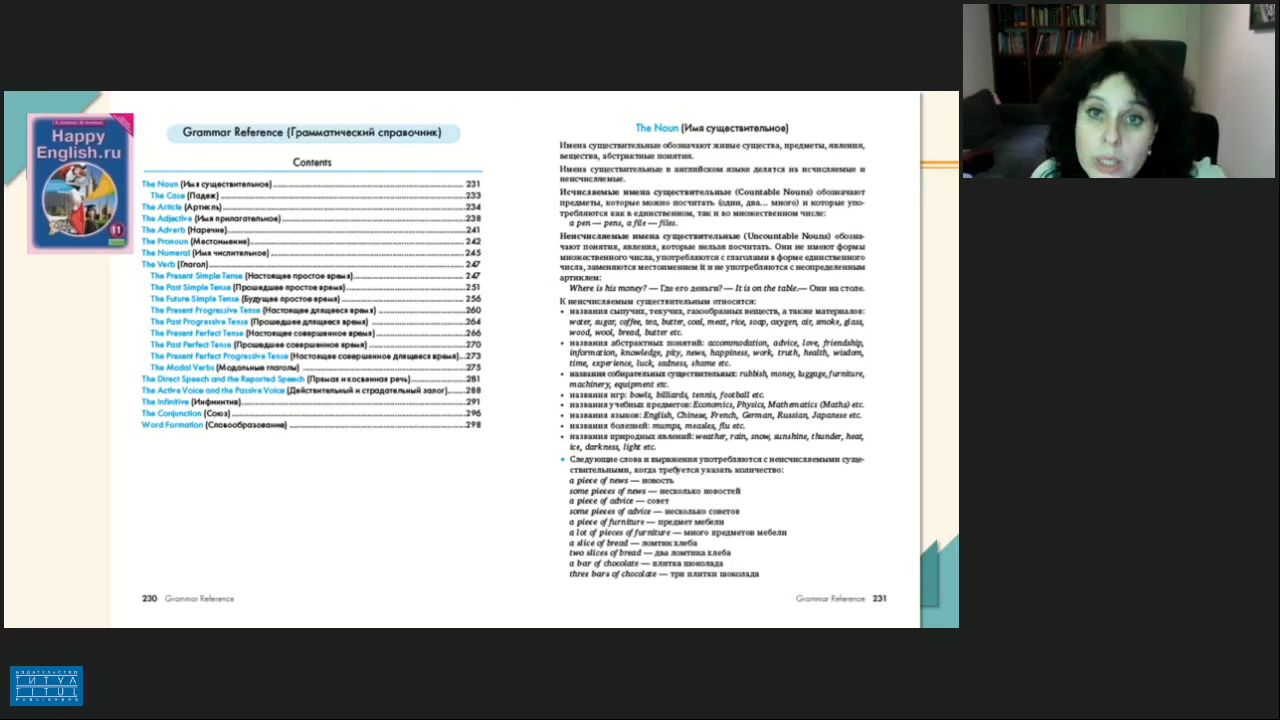 Happy
English.ru
11
Grammar Reference (Грамматический справочник)
Contents
The Noun (Имя существительное) 231
The Case (Падеж) 233
The Article (Артикль) 234
The Adjective (Имя прилагательное) 238
The Adverb (Наречие) 241
The Pronoun (Местоимение) 242
The Numeral (Имя числительное) 245
The Verb (Глагол) 247
The Present Simple Tense (Настоящее простое время) 247
The Past Simple Tense (Прошедшее простое время) 251
The Future Simple Tense (Будущее простое время) 256
The Present Progressive Tense (Настоящее длящееся время) 260
The Past Progressive Tense (Прошедшее длящееся время) 264
The Present Perfect Tense (Настоящее совершенное время) 266
The Past Perfect Tense (Прошедшее совершенное время) 270
The Present Perfect Progressive Tense (Настоящее совершенное длящееся время)...273
The Modal Verbs (Модальные глаголы) 275
The Direct Speech and the Reported Speech (Прямая и косвенная речь) 281
The Active Voice and the Passive Voice (Действительный и страдательный залог) 288
The Infinitive (Инфинитив) 291
The Conjunction (Союз) 296
Word Formation (Словообразование) 298
230 Grammar Reference
The Noun (Имя существительное)
Имена существительные обозначают живые существа, предметы, явления,
вещества, абстрактные понятия.
Имена существительные в английском языке делятся на исчисляемые и
неисчисляемые.
Исчисляемые имена существительные (Countable Nouns) обозначают
предметы, которые можно посчитать (один, два... много) и которые упо-
требляются как в единственном, так и во множественном числе:
a pen — pens, a file — files.
Неисчисляемые имена существительные (Uncountable Nouns) обозна-
чают понятия, явления, которые нельзя посчитать. Они не имеют формы
множественного числа, употребляются с глаголами в форме единственного
числа, заменяются местоимением it и не употребляются с неопределенным
артиклем:
Where is his money? — Где его деньги? — It is on the table.— Они на столе.
К неисчисляемым существительным относятся:
• названия сыпучих, текучих, газообразных веществ, а также материалов:
water, sugar, coffee, tea, butter, coal, meat, rice, soap, oxygen, air, smoke, glass,
wood, wool, bread, butter etc.
• названия абстрактных понятий: accommodation, advice, love, friendship,
information, knowledge, pity, news, happiness, work, truth, health, wisdom,
time, experience, luck, sadness, shame etc.
• названия собирательных существительных: rubbish, money, luggage, furniture,
machinery, equipment etc.
• названия игр: bowls, billiards, tennis, football etc.
• названия учебных предметов: Economics, Physics, Mathematics (Maths) etc.
• названия языков: English, Chinese, French, German, Russian, Japanese etc.
• названия болезней: mumps, measles, flu etc.
• названия природных явлений: weather, rain, snow, sunshine, thunder, heat,
ice, darkness, light etc.
• Следующие слова и выражения употребляются с неисчисляемыми суще-
ствительными, когда требуется указать количество:
a piece of news — новость
some pieces of news — несколько новостей
a piece of advice — совет
some pieces of advice — несколько советов
a piece of furniture — предмет мебели
a lot of pieces of furniture — много предметов мебели
a slice of bread — ломтик хлеба
two slices of bread — два ломтика хлеба
a bar of chocolate — плитка шоколада
three bars of chocolate — три плитки шоколада
Grammar Reference 231
ИЗДАТЕЛЬСТВО
ТИТУЛ
TITUL
PUBLISHERS